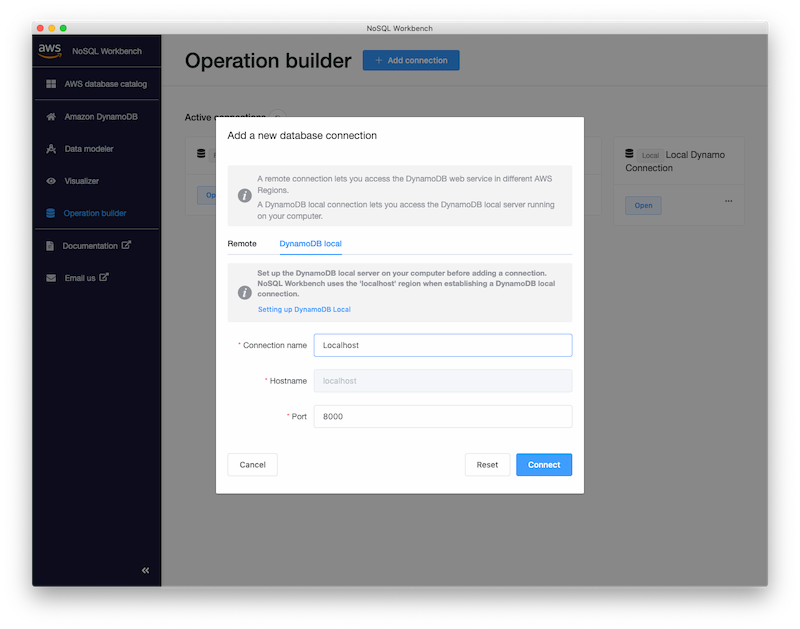 NoSQL Workbench
aws NoSQL Workbench
AWS database catalog
Amazon DynamoDB
Data modeler
Visualizer
Operation builder
Documentation
Email us
Operation builder
+ Add connection
Active connections
Local Local Dynamo
Connection
Open
...
Add a new database connection
A remote connection lets you access the DynamoDB web service in different AWS
Regions.
A DynamoDB local connection lets you access the DynamoDB local server running
on your computer.
Remote DynamoDB local
Set up the DynamoDB local server on your computer before adding a connection.
NoSQL Workbench uses the 'localhost' region when establishing a DynamoDB local
connection.
Setting up DynamoDB Local
* Connection name Localhost
* Hostname localhost
* Port 8000
Cancel Reset Connect